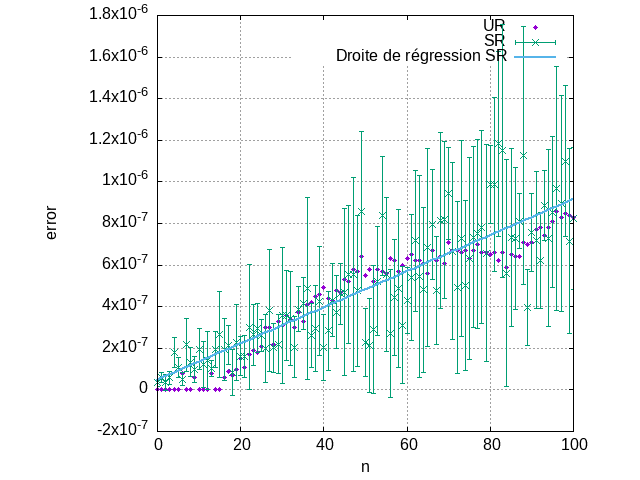 1.8x10-6
1.6x10-6
1.4x10-6
1.2x10-6
1x10-6
8x10-7
6x10-7
4x10-7
2x10-7
0
-2x10-7
0 20 40 60 80 100
error
n
UR
SR
Droite de régression SR